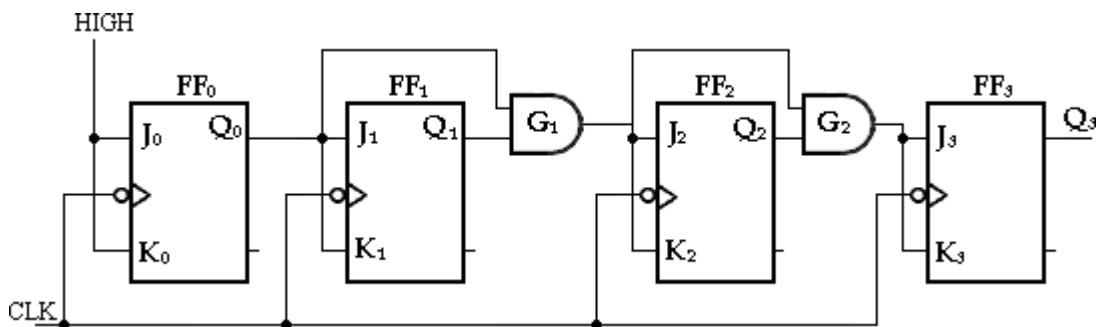 HIGH
FF₀ FF₁ FF₂ FF₃
J₀ Q₀ J₁ Q₁ G₁ J₂ Q₂ G₂ J₃ Q₃
K₀ K₁ K₂ K₃
CLK